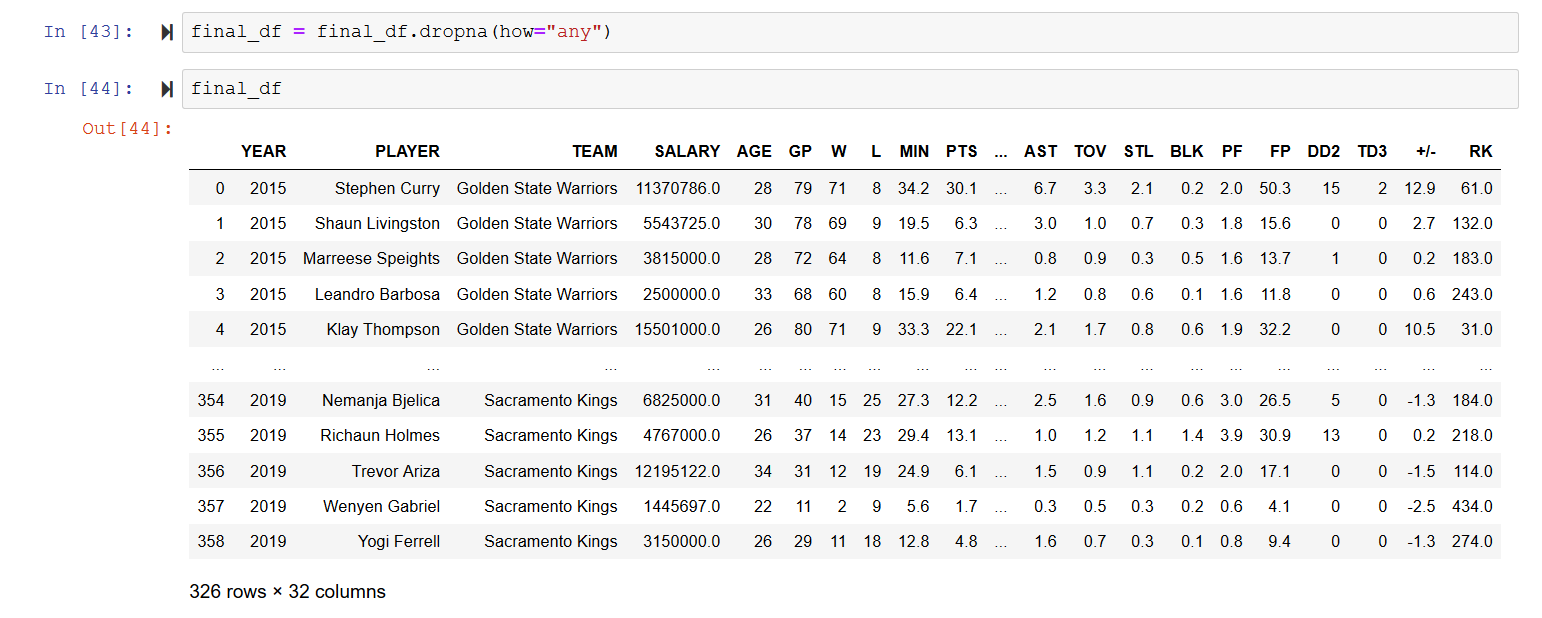 In [43]: final_df = final_df.dropna(how="any")
In [44]: final_df
Out[44]:
YEAR PLAYER TEAM SALARY AGE GP W L MIN PTS ... AST TOV STL BLK PF FP DD2 TD3 +/- RK
0 2015 Stephen Curry Golden State Warriors 11370786.0 28 79 71 8 34.2 30.1 ... 6.7 3.3 2.1 0.2 2.0 50.3 15 2 12.9 61.0
1 2015 Shaun Livingston Golden State Warriors 5543725.0 30 78 69 9 19.5 6.3 ... 3.0 1.0 0.7 0.3 1.8 15.6 0 0 2.7 132.0
2 2015 Marreese Speights Golden State Warriors 3815000.0 28 72 64 8 11.6 7.1 ... 0.8 0.9 0.3 0.5 1.6 13.7 1 0 0.2 183.0
3 2015 Leandro Barbosa Golden State Warriors 2500000.0 33 68 60 8 15.9 6.4 ... 1.2 0.8 0.6 0.1 1.6 11.8 0 0 0.6 243.0
4 2015 Klay Thompson Golden State Warriors 15501000.0 26 80 71 9 33.3 22.1 ... 2.1 1.7 0.8 0.6 1.9 32.2 0 0 10.5 31.0
... ... ... ... ... ... ... ... ... ... ... ... ... ... ... ... ... ... ... ... ...
354 2019 Nemanja Bjelica Sacramento Kings 6825000.0 31 40 15 25 27.3 12.2 ... 2.5 1.6 0.9 0.6 3.0 26.5 5 0 -1.3 184.0
355 2019 Richaun Holmes Sacramento Kings 4767000.0 26 37 14 23 29.4 13.1 ... 1.0 1.2 1.1 1.4 3.9 30.9 13 0 0.2 218.0
356 2019 Trevor Ariza Sacramento Kings 12195122.0 34 31 12 19 24.9 6.1 ... 1.5 0.9 1.1 0.2 2.0 17.1 0 0 -1.5 114.0
357 2019 Wenyen Gabriel Sacramento Kings 1445697.0 22 11 2 9 5.6 1.7 ... 0.3 0.5 0.3 0.2 0.6 4.1 0 0 -2.5 434.0
358 2019 Yogi Ferrell Sacramento Kings 3150000.0 26 29 11 18 12.8 4.8 ... 1.6 0.7 0.3 0.1 0.8 9.4 0 0 -1.3 274.0
326 rows × 32 columns